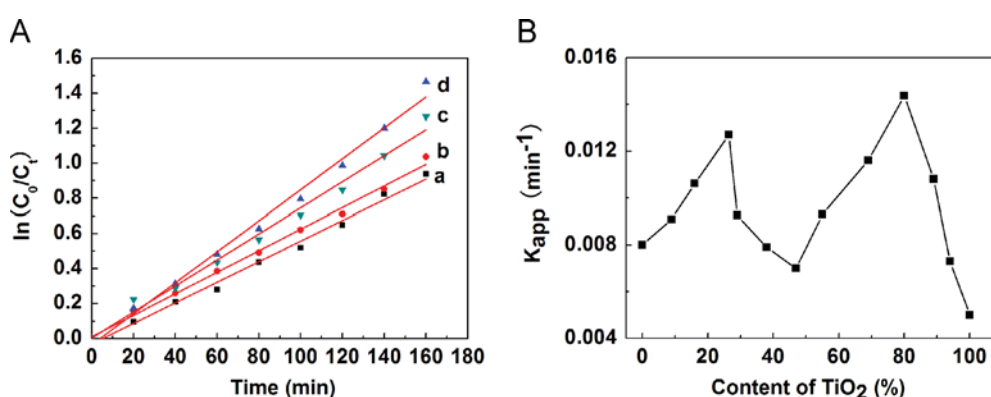 A
ln (C0/Ct)
1.6
1.4
1.2
1.0
0.8
0.6
0.4
0.2
0.0
d
c
b
a
0 20 40 60 80 100 120 140 160 180
Time (min)
B
Kapp (min-1)
0.016
0.012
0.008
0.004
0 20 40 60 80 100
Content of TiO2 (%)